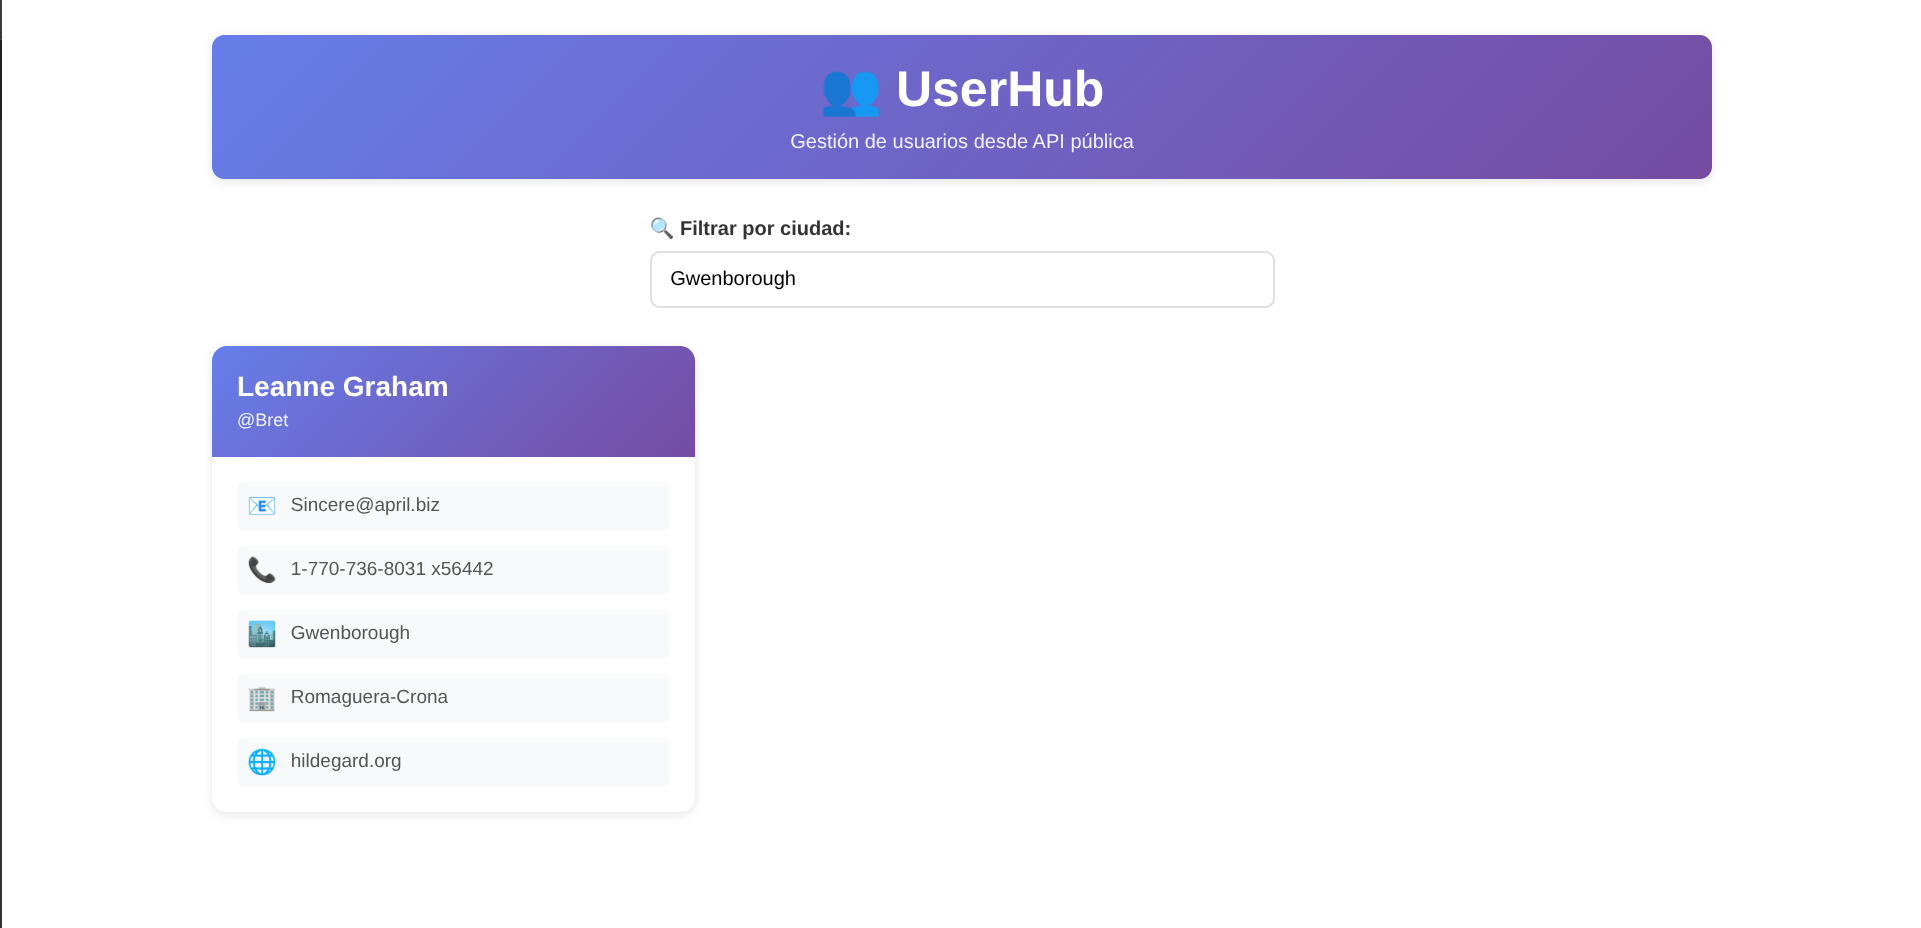 UserHub
Gestión de usuarios desde API pública
Filtrar por ciudad:
Gwenborough
Leanne Graham
@Bret
Sincere@april.biz
1-770-736-8031 x56442
Gwenborough
Romaguera-Crona
hildegard.org